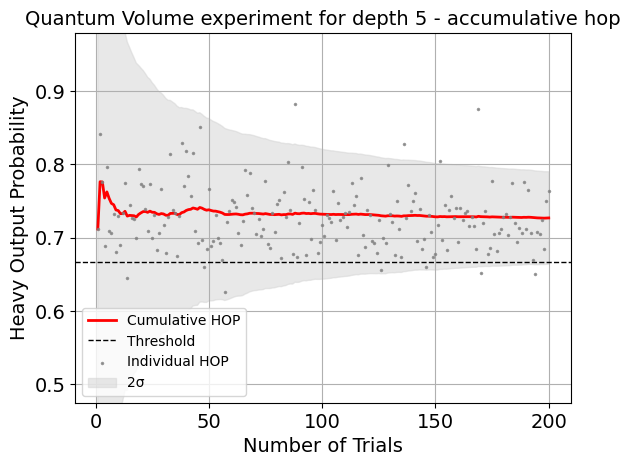 Quantum Volume experiment for depth 5 - accumulative hop
Heavy Output Probability
0.9
0.8
0.7
0.6
0.5
Cumulative HOP
Threshold
Individual HOP
2σ
0 50 100 150 200
Number of Trials